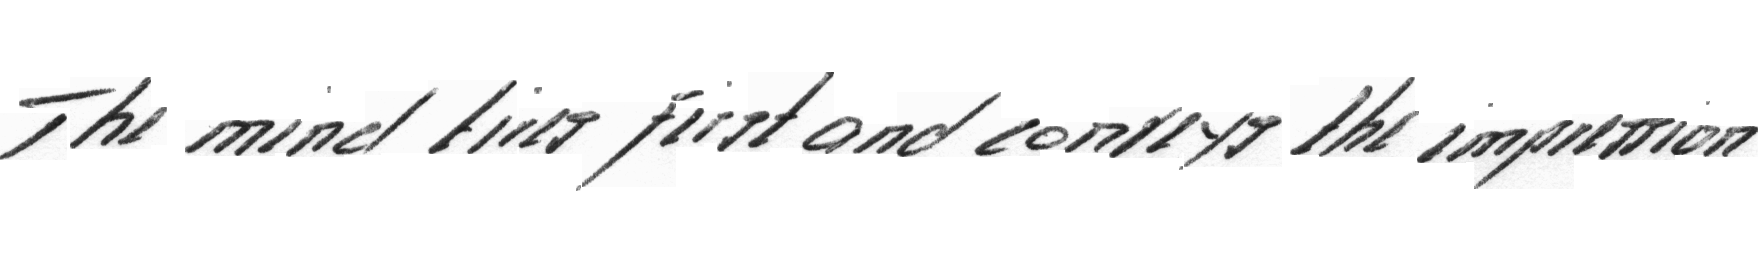 The mind tires first and conveys the impression